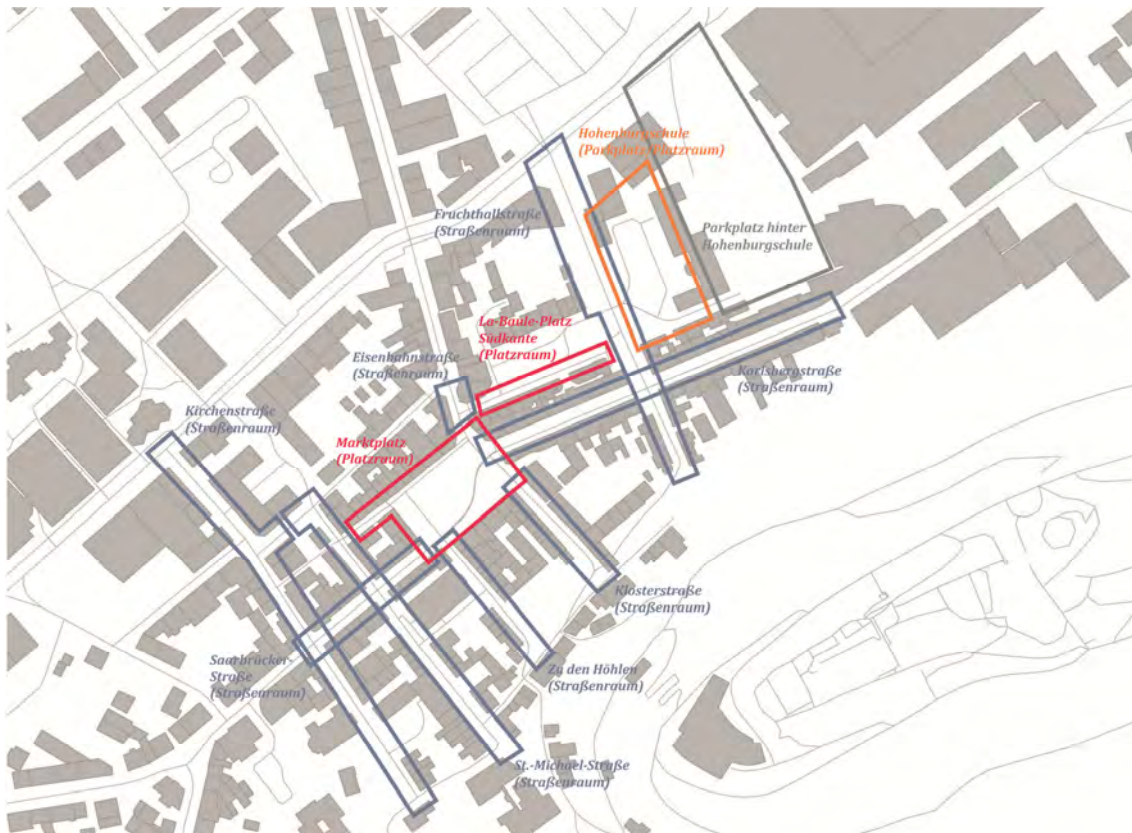 Hohenburgschule
(Parkplatz/Platzraum)
Fruchthallstraße
(Straßenraum)
Parkplatz hinter
Hohenburgschule
La-Baule-Platz
Südkante
(Platzraum)
Eisenbahnstraße
(Straßenraum)
Karlsbergstraße
(Straßenraum)
Kirchenstraße
(Straßenraum)
Marktplatz
(Platzraum)
Klosterstraße
(Straßenraum)
Saarbrücker-
Straße
(Straßenraum)
Zu den Höhlen
(Straßenraum)
St.-Michael-Straße
(Straßenraum)